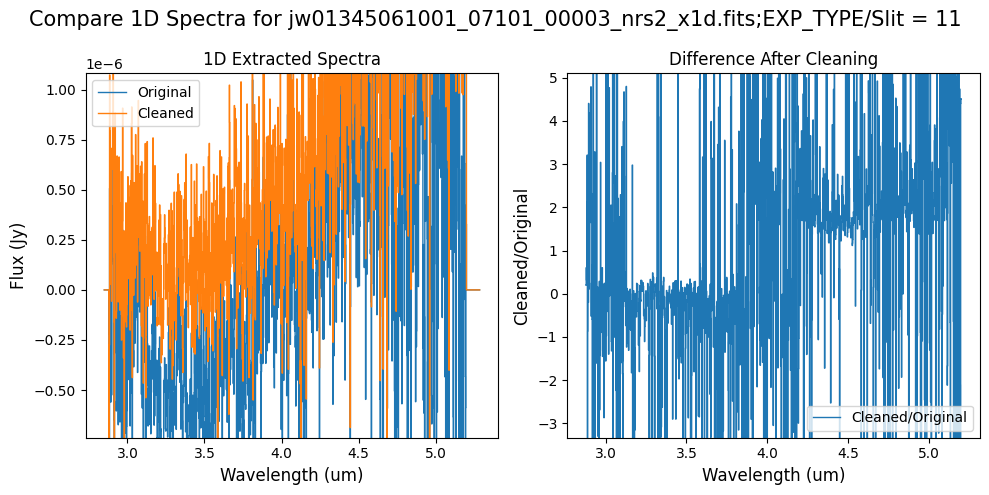 Compare 1D Spectra for jw01345061001_07101_00003_nrs2_x1d.fits;EXP_TYPE/Slit = 11
1D Extracted Spectra
1e−6
Original
Cleaned
1.00
0.75
0.50
0.25
0.00
−0.25
−0.50
Flux (Jy)
3.0 3.5 4.0 4.5 5.0
Wavelength (um)
Difference After Cleaning
5
4
3
2
1
0
−1
−2
−3
Cleaned/Original
Cleaned/Original
3.0 3.5 4.0 4.5 5.0
Wavelength (um)